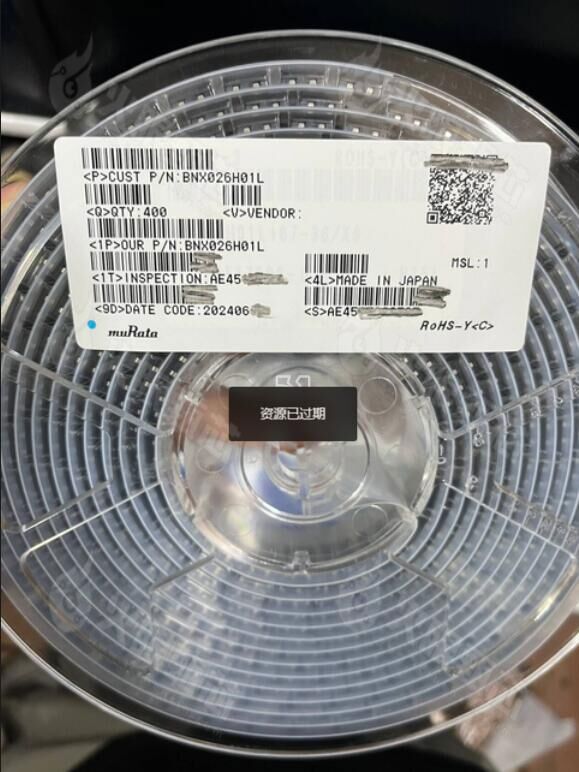 <P>CUST P/N:BNX026H01L
<Q>QTY:400 <V>VENDOR:
<1P>OUR P/N:BNX026H01L
MSL:1
<1T>INSPECTION:AE45 <4L>MADE IN JAPAN
<9D>DATE CODE:202406 <S>AE45
muRata RoHS-Y<C>
资源已过期